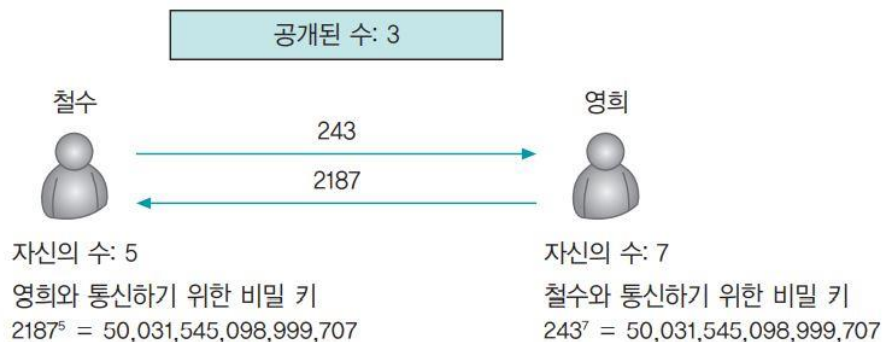 공개된 수: 3
철수
영희
243
2187
자신의 수: 5
영희와 통신하기 위한 비밀 키
2187⁵ = 50,031,545,098,999,707
자신의 수: 7
철수와 통신하기 위한 비밀 키
243⁷ = 50,031,545,098,999,707